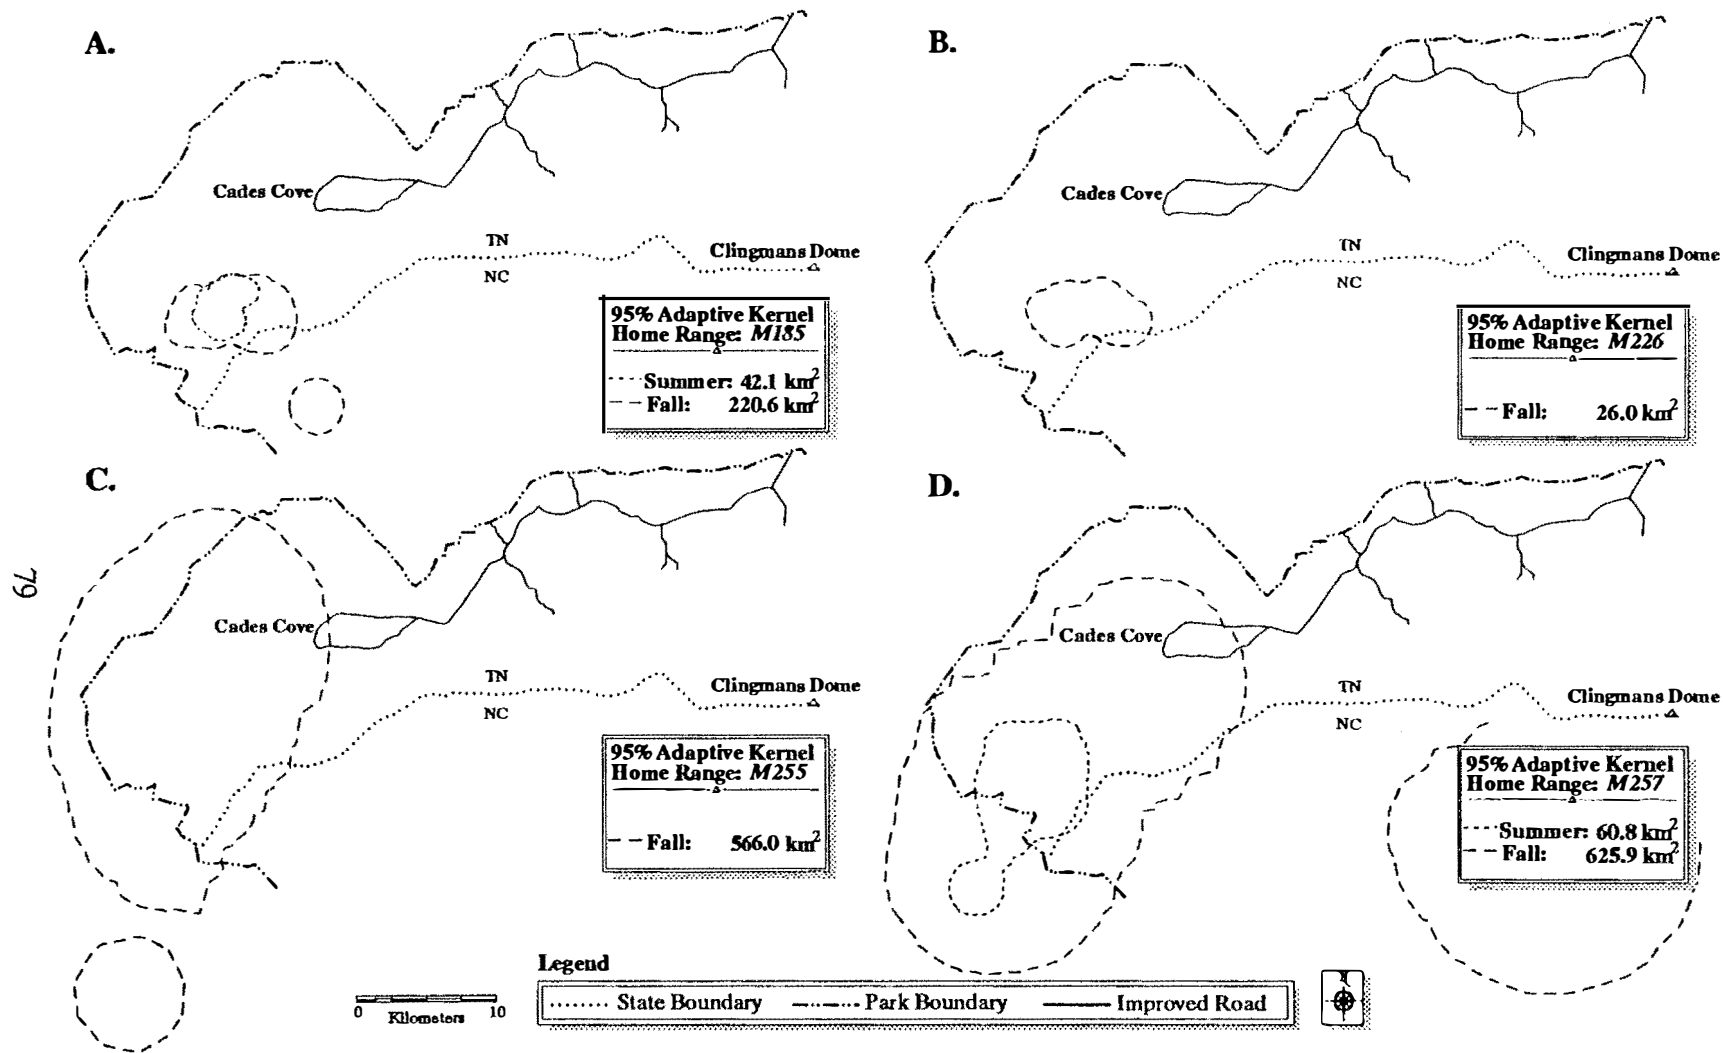 A.
Cades Cove
TN
NC
Clingmans Dome
95% Adaptive Kernel
Home Range: M185
Summer: 42.1 km²
Fall: 220.6 km²
B.
Cades Cove
TN
NC
Clingmans Dome
95% Adaptive Kernel
Home Range: M226
Fall: 26.0 km²
C.
Cades Cove
TN
NC
Clingmans Dome
95% Adaptive Kernel
Home Range: M255
Fall: 566.0 km²
D.
Cades Cove
TN
NC
Clingmans Dome
95% Adaptive Kernel
Home Range: M257
Summer: 60.8 km²
Fall: 625.9 km²
79
0 Kilometers 10
Legend
State Boundary Park Boundary Improved Road
N